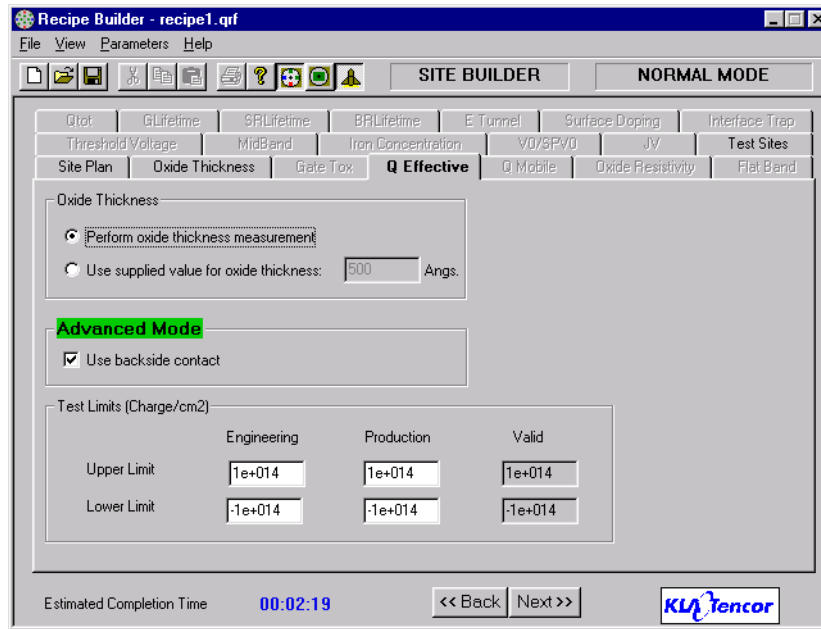 Recipe Builder - recipe1.qrf
File View Parameters Help
SITE BUILDER NORMAL MODE
Qtot GLifetime SRLifetime BRLifetime E Tunnel Surface Doping Interface Trap
Threshold Voltage MidBand Iron Concentration V0/SPV0 JV Test Sites
Site Plan Oxide Thickness Gate Tox Q Effective Q Mobile Oxide Resistivity Flat Band
Oxide Thickness
Perform oxide thickness measurement
Use supplied value for oxide thickness: 500 Angs.
Advanced Mode
Use backside contact
Test Limits (Charge/cm2)
Engineering Production Valid
Upper Limit 1e+014 1e+014 1e+014
Lower Limit -1e+014 -1e+014 -1e+014
Estimated Completion Time 00:02:19 << Back Next >> KLA Tencor